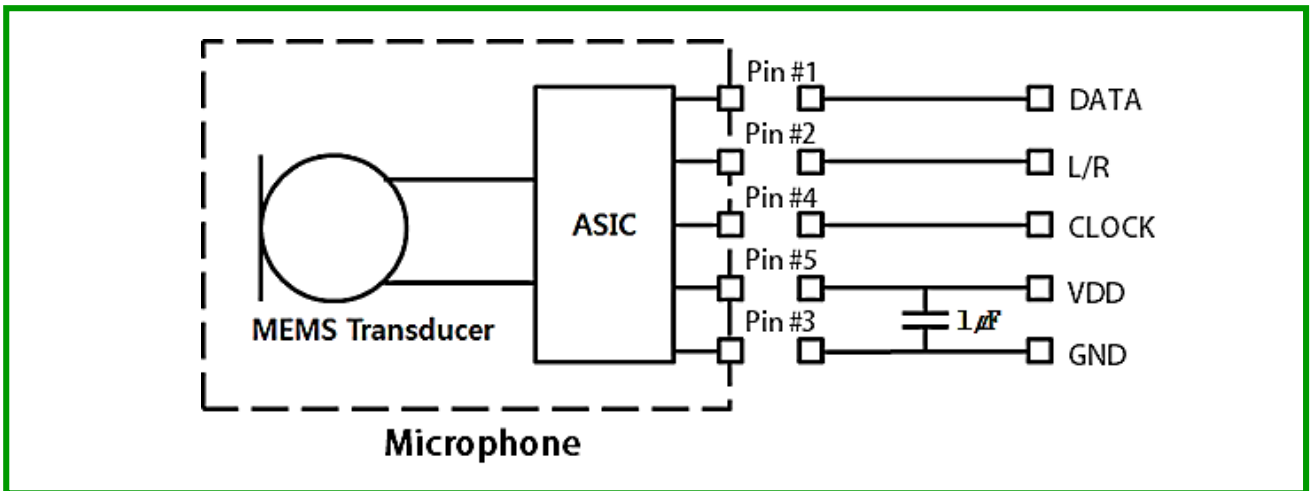 Pin #1
DATA
Pin #2
L/R
Pin #4
CLOCK
ASIC
Pin #5
VDD
MEMS Transducer
Pin #3
1㎌
GND
Microphone